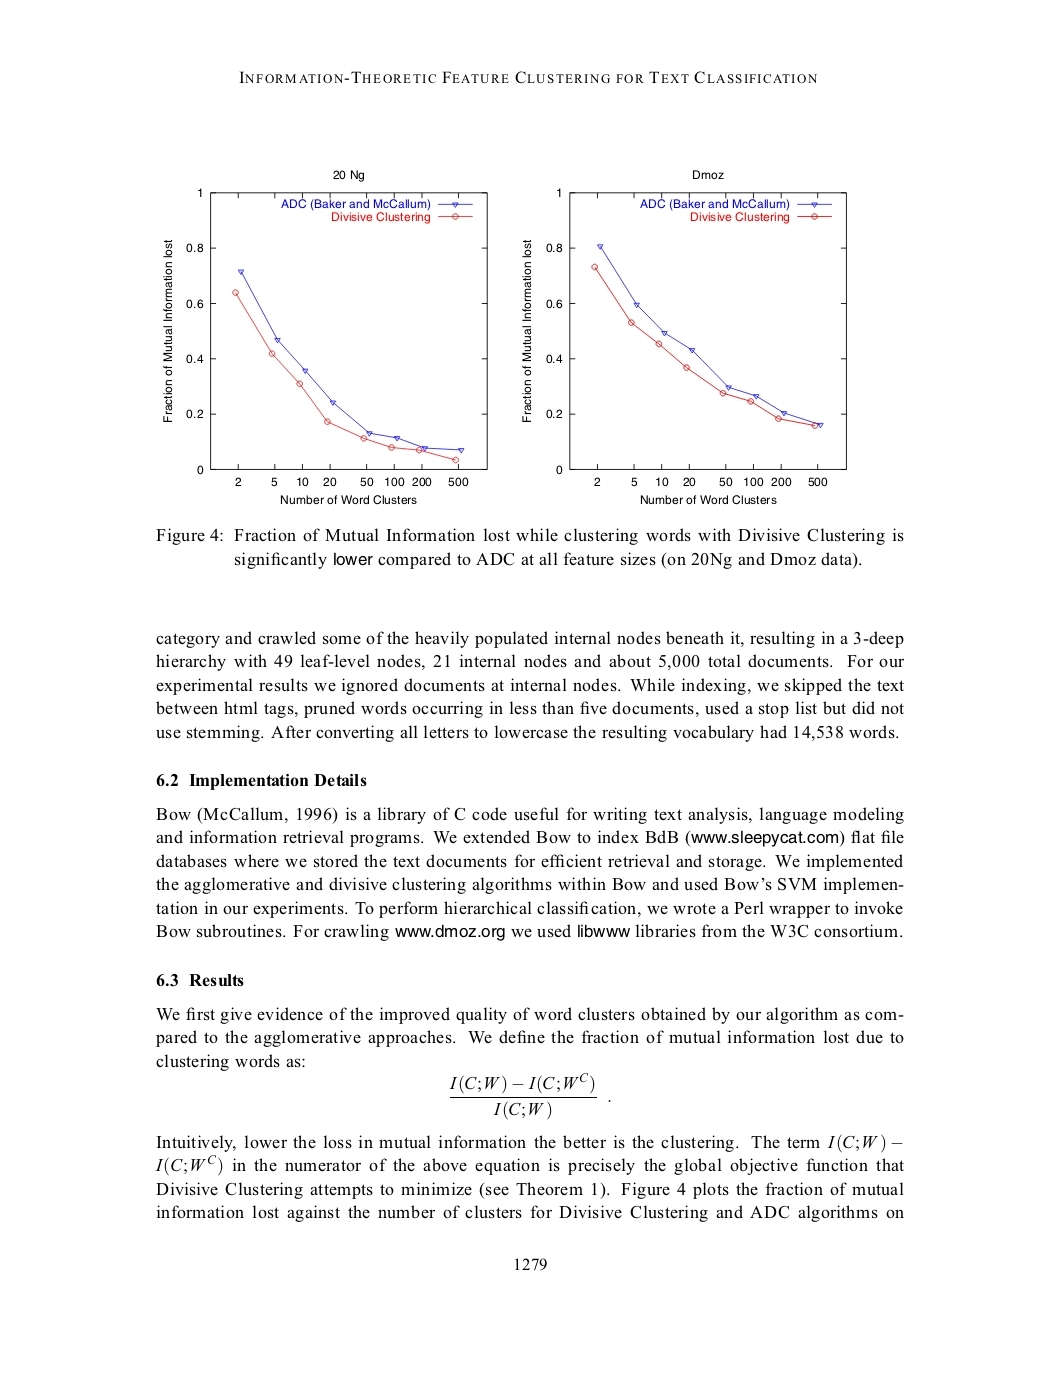 INFORMATION-THEORETIC FEATURE CLUSTERING FOR TEXT CLASSIFICATION
20 Ng
1
0.8
0.6
0.4
0.2
0
Fraction of Mutual Information lost
ADC (Baker and McCallum)
Divisive Clustering
2 5 10 20 50 100 200 500
Number of Word Clusters
Dmoz
1
0.8
0.6
0.4
0.2
0
Fraction of Mutual Information lost
ADC (Baker and McCallum)
Divisive Clustering
2 5 10 20 50 100 200 500
Number of Word Clusters
Figure 4: Fraction of Mutual Information lost while clustering words with Divisive Clustering is
significantly lower compared to ADC at all feature sizes (on 20Ng and Dmoz data).
category and crawled some of the heavily populated internal nodes beneath it, resulting in a 3-deep
hierarchy with 49 leaf-level nodes, 21 internal nodes and about 5,000 total documents. For our
experimental results we ignored documents at internal nodes. While indexing, we skipped the text
between html tags, pruned words occurring in less than five documents, used a stop list but did not
use stemming. After converting all letters to lowercase the resulting vocabulary had 14,538 words.
6.2 Implementation Details
Bow (McCallum, 1996) is a library of C code useful for writing text analysis, language modeling
and information retrieval programs. We extended Bow to index BdB (www.sleepycat.com) flat file
databases where we stored the text documents for efficient retrieval and storage. We implemented
the agglomerative and divisive clustering algorithms within Bow and used Bow's SVM implemen-
tation in our experiments. To perform hierarchical classification, we wrote a Perl wrapper to invoke
Bow subroutines. For crawling www.dmoz.org we used libwww libraries from the W3C consortium.
6.3 Results
We first give evidence of the improved quality of word clusters obtained by our algorithm as com-
pared to the agglomerative approaches. We define the fraction of mutual information lost due to
clustering words as:
I(C;W) − I(C;W^C)
I(C;W) .
Intuitively, lower the loss in mutual information the better is the clustering. The term I(C;W) −
I(C;W^C) in the numerator of the above equation is precisely the global objective function that
Divisive Clustering attempts to minimize (see Theorem 1). Figure 4 plots the fraction of mutual
information lost against the number of clusters for Divisive Clustering and ADC algorithms on
1279